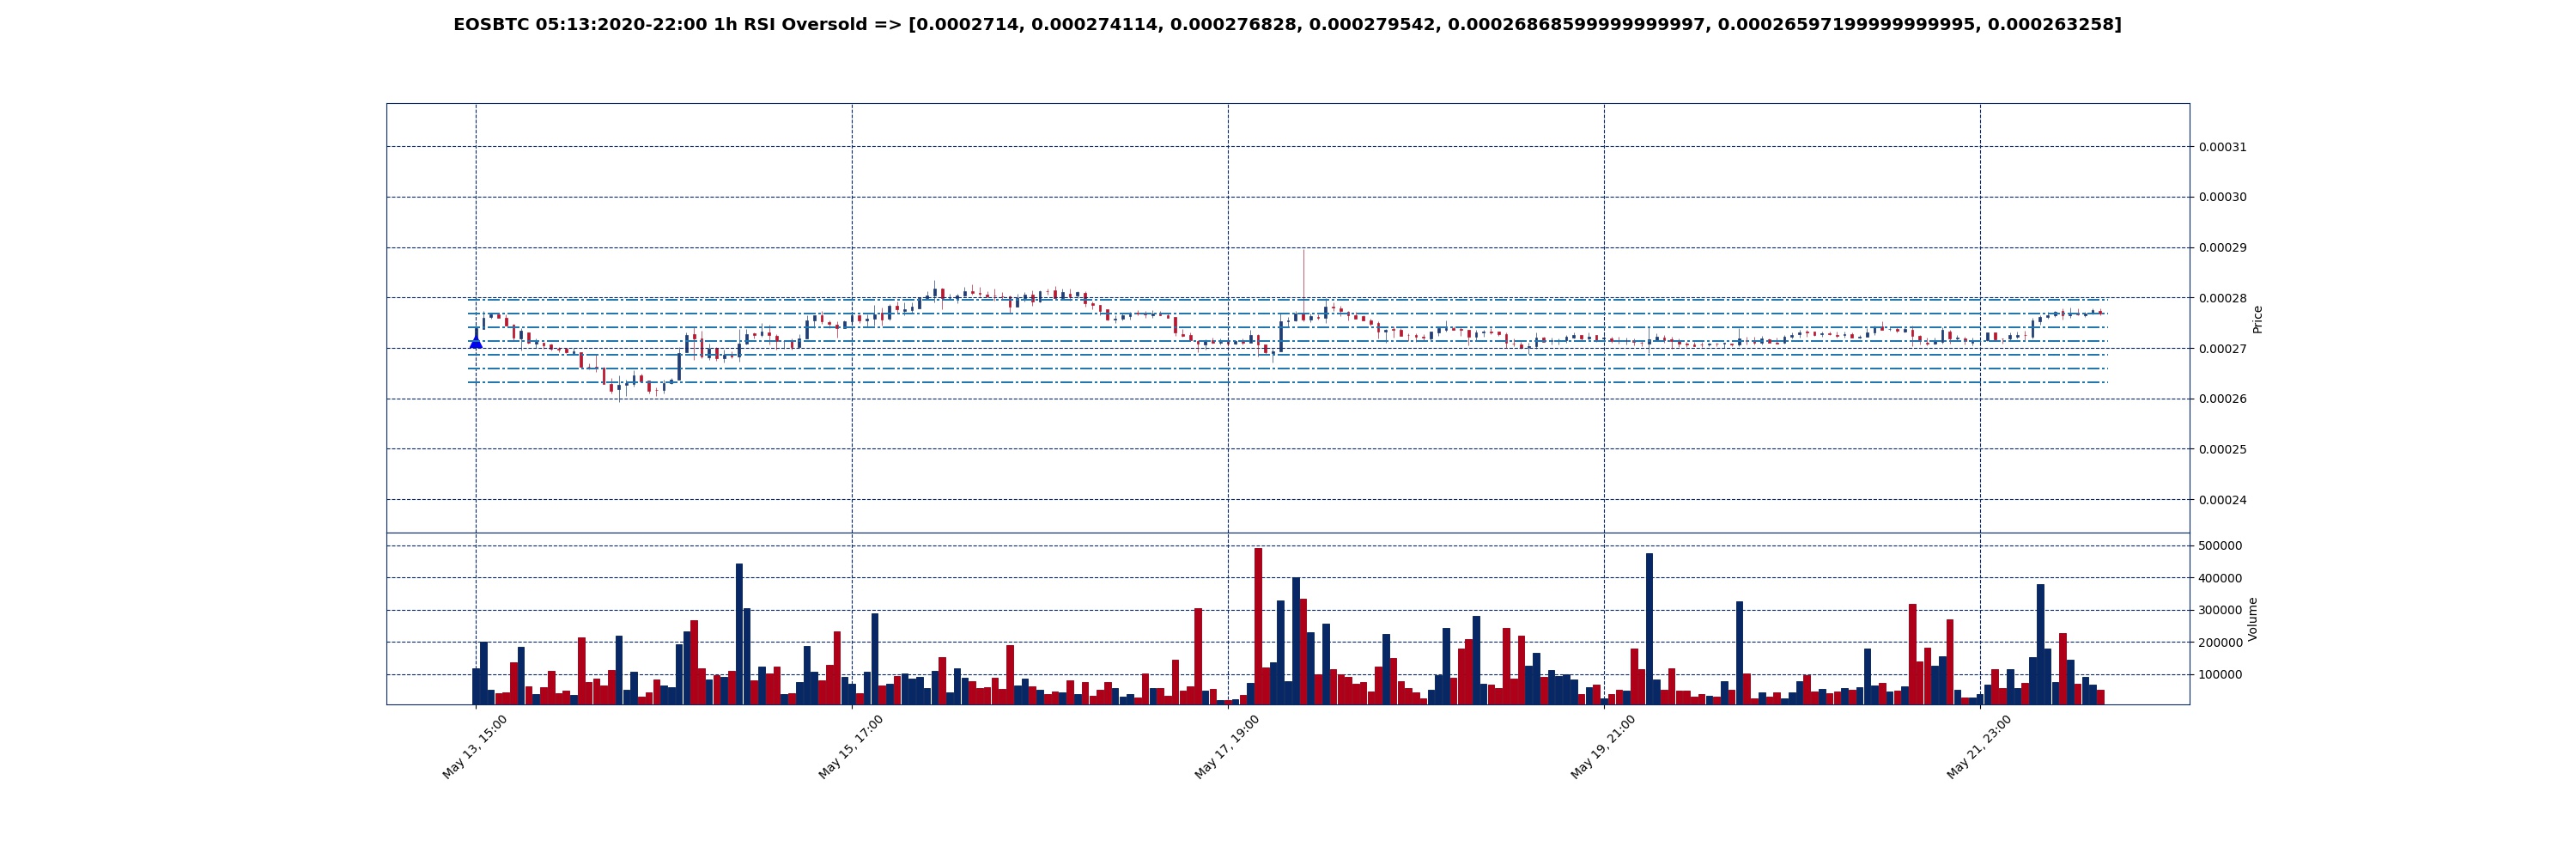 EOSBTC 05:13:2020-22:00 1h RSI Oversold => [0.0002714, 0.000274114, 0.000276828, 0.000279542, 0.00026868599999999997, 0.00026597199999999995, 0.000263258]
0.00031
0.00030
0.00029
0.00028
0.00027
0.00026
0.00025
0.00024
Price
500000
400000
300000
200000
100000
Volume
May 13, 15:00
May 15, 17:00
May 17, 19:00
May 19, 21:00
May 21, 23:00